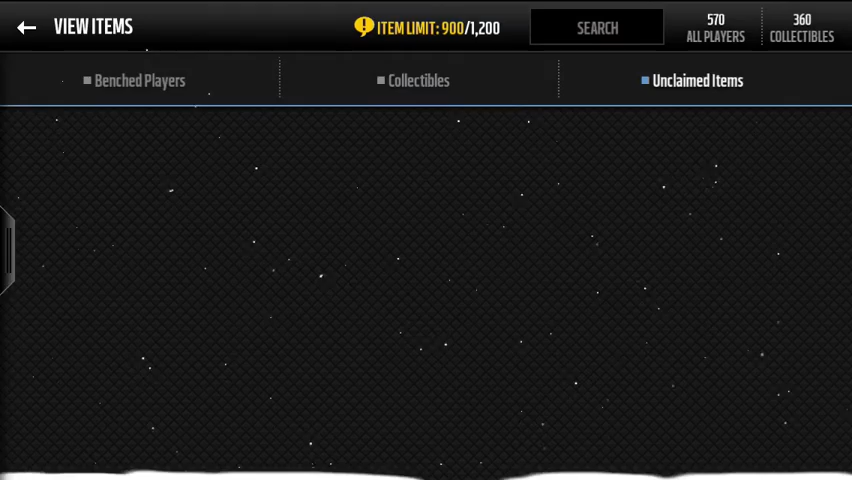 VIEW ITEMS
ITEM LIMIT: 900/1,200
SEARCH
570
ALL PLAYERS
360
COLLECTIBLES
Benched Players
Collectibles
Unclaimed Items